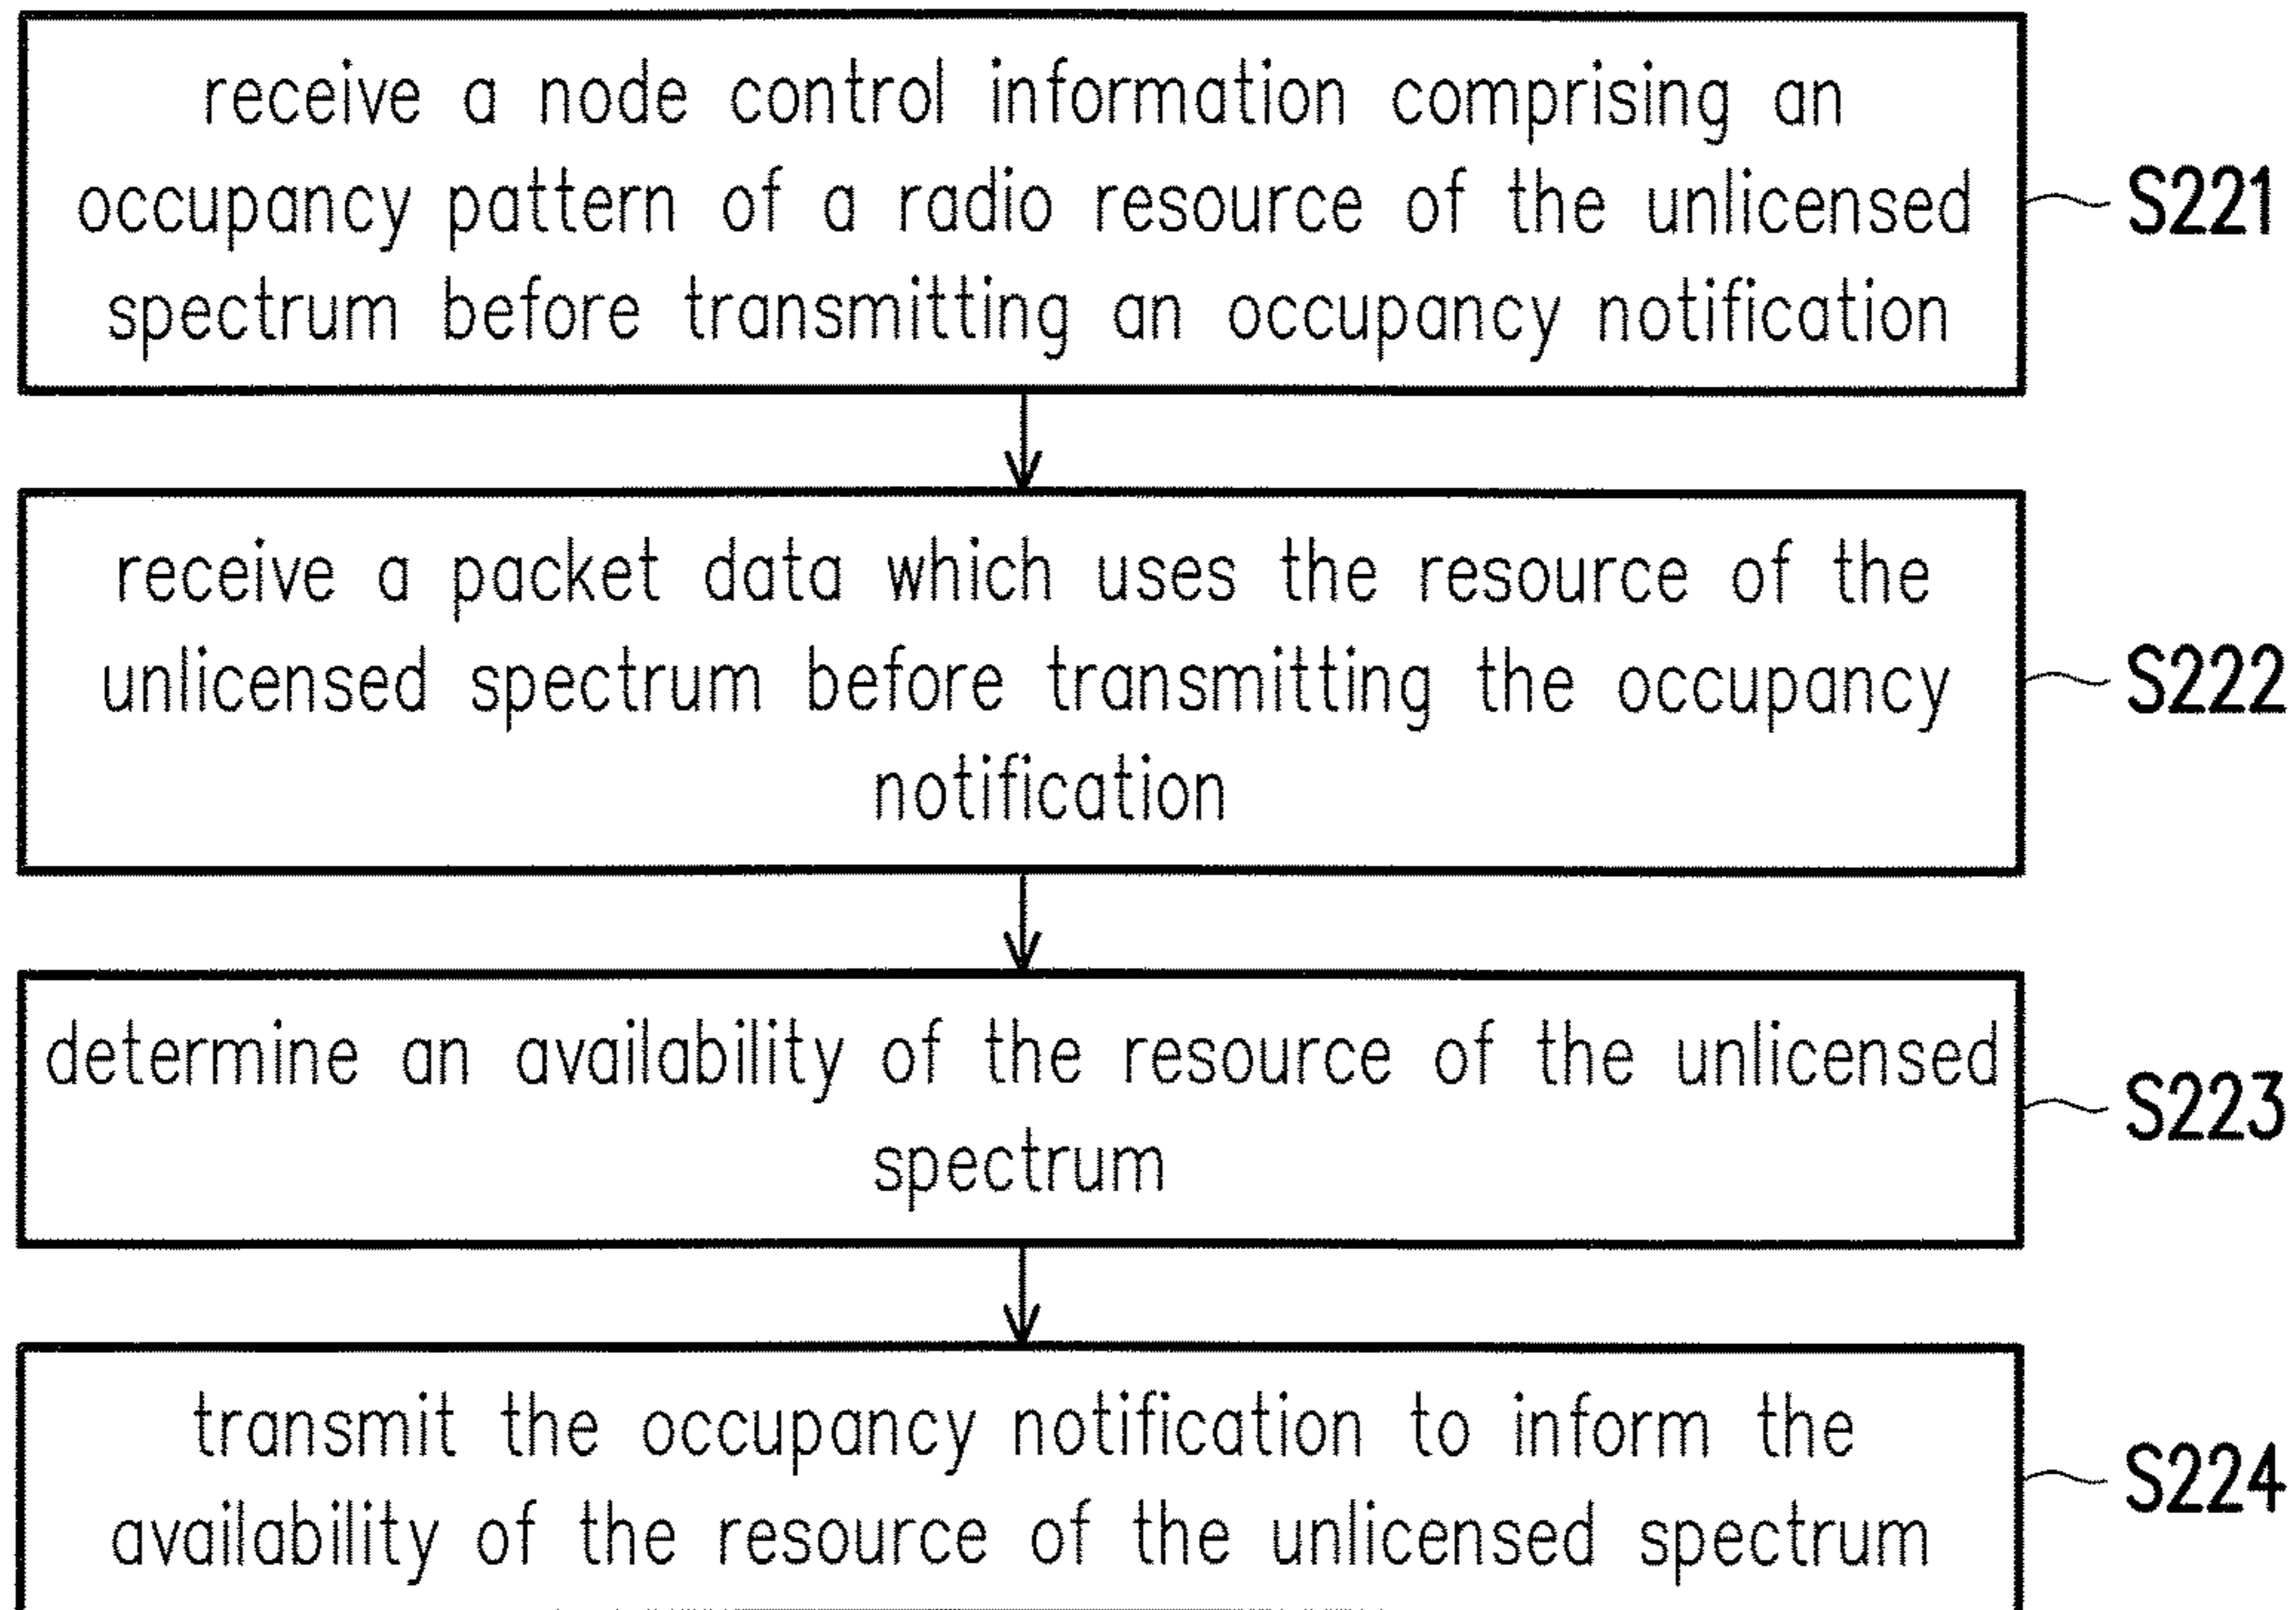 receive a node control information comprising an
occupancy pattern of a radio resource of the unlicensed
spectrum before transmitting an occupancy notification
S221
receive a packet data which uses the resource of the
unlicensed spectrum before transmitting the occupancy
notification
S222
determine an availability of the resource of the unlicensed
spectrum
S223
transmit the occupancy notification to inform the
availability of the resource of the unlicensed spectrum
S224